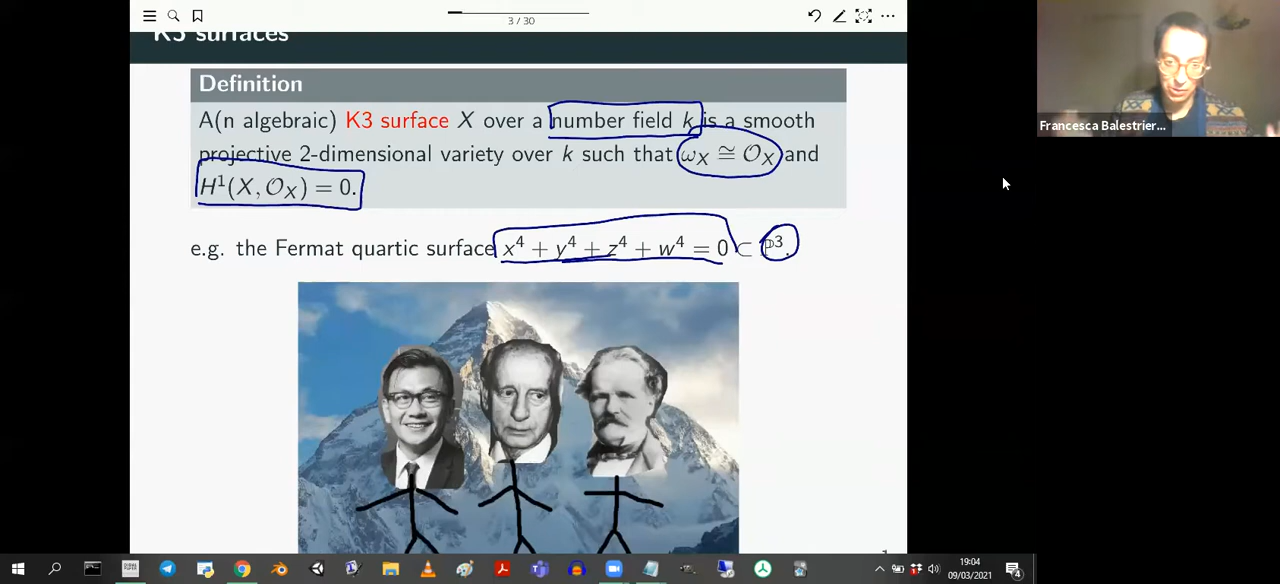 3 / 30
K3 surfaces
Definition
A(n algebraic) K3 surface X over a number field k is a smooth
projective 2-dimensional variety over k such that ω_X ≅ O_X and
H¹(X, O_X) = 0.
e.g. the Fermat quartic surface x⁴ + y⁴ + z⁴ + w⁴ = 0 ⊂ ℙ³.
Francesca Balestrier...
19:04
09/03/2021
4